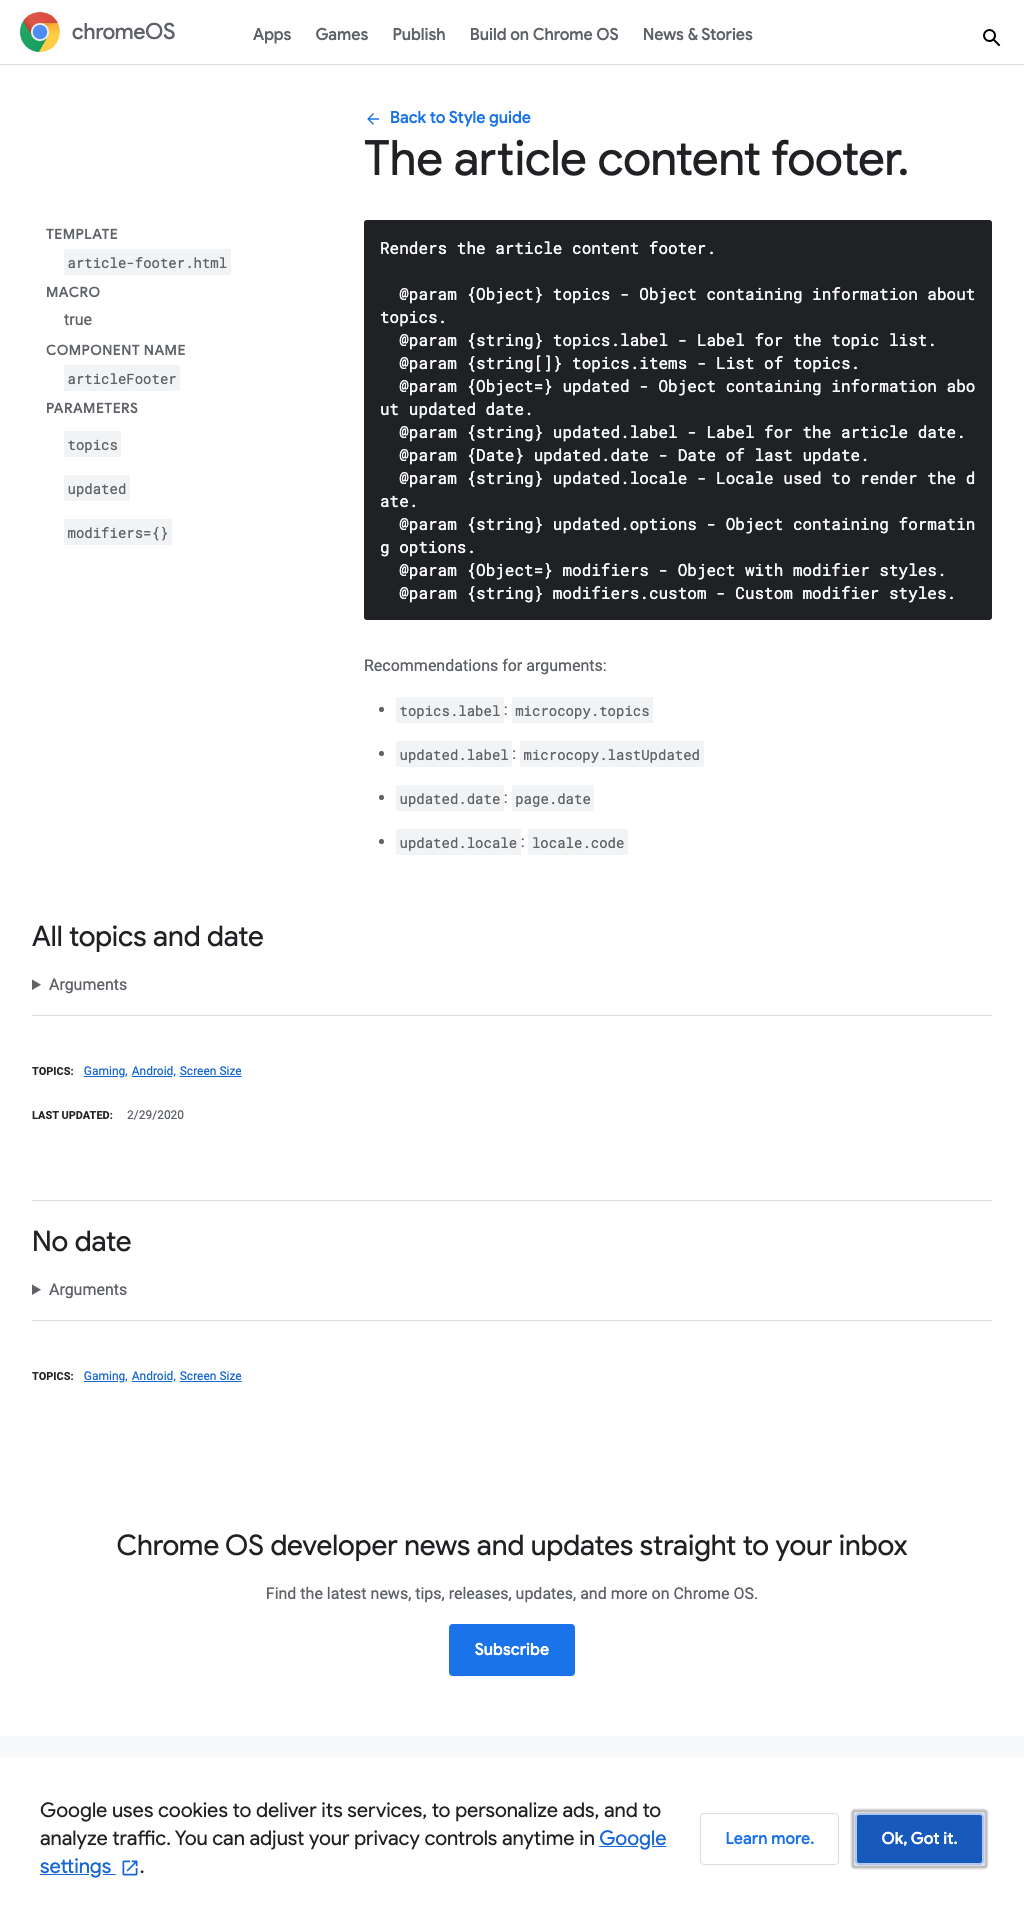 chromeOS Apps Games Publish Build on Chrome OS News & Stories
Back to Style guide
The article content footer.
TEMPLATE
article-footer.html
MACRO
true
COMPONENT NAME
articleFooter
PARAMETERS
topics
updated
modifiers={}
Renders the article content footer.
@param {Object} topics - Object containing information about
topics.
@param {string} topics.label - Label for the topic list.
@param {string[]} topics.items - List of topics.
@param {Object=} updated - Object containing information abo
ut updated date.
@param {string} updated.label - Label for the article date.
@param {Date} updated.date - Date of last update.
@param {string} updated.locale - Locale used to render the d
ate.
@param {string} updated.options - Object containing formatin
g options.
@param {Object=} modifiers - Object with modifier styles.
@param {string} modifiers.custom - Custom modifier styles.
Recommendations for arguments:
• topics.label: microcopy.topics
• updated.label: microcopy.lastUpdated
• updated.date: page.date
• updated.locale: locale.code
All topics and date
Arguments
TOPICS: Gaming, Android, Screen Size
LAST UPDATED: 2/29/2020
No date
Arguments
TOPICS: Gaming, Android, Screen Size
Chrome OS developer news and updates straight to your inbox
Find the latest news, tips, releases, updates, and more on Chrome OS.
Subscribe
Google uses cookies to deliver its services, to personalize ads, and to
analyze traffic. You can adjust your privacy controls anytime in Google
settings .
Learn more.
Ok, Got it.